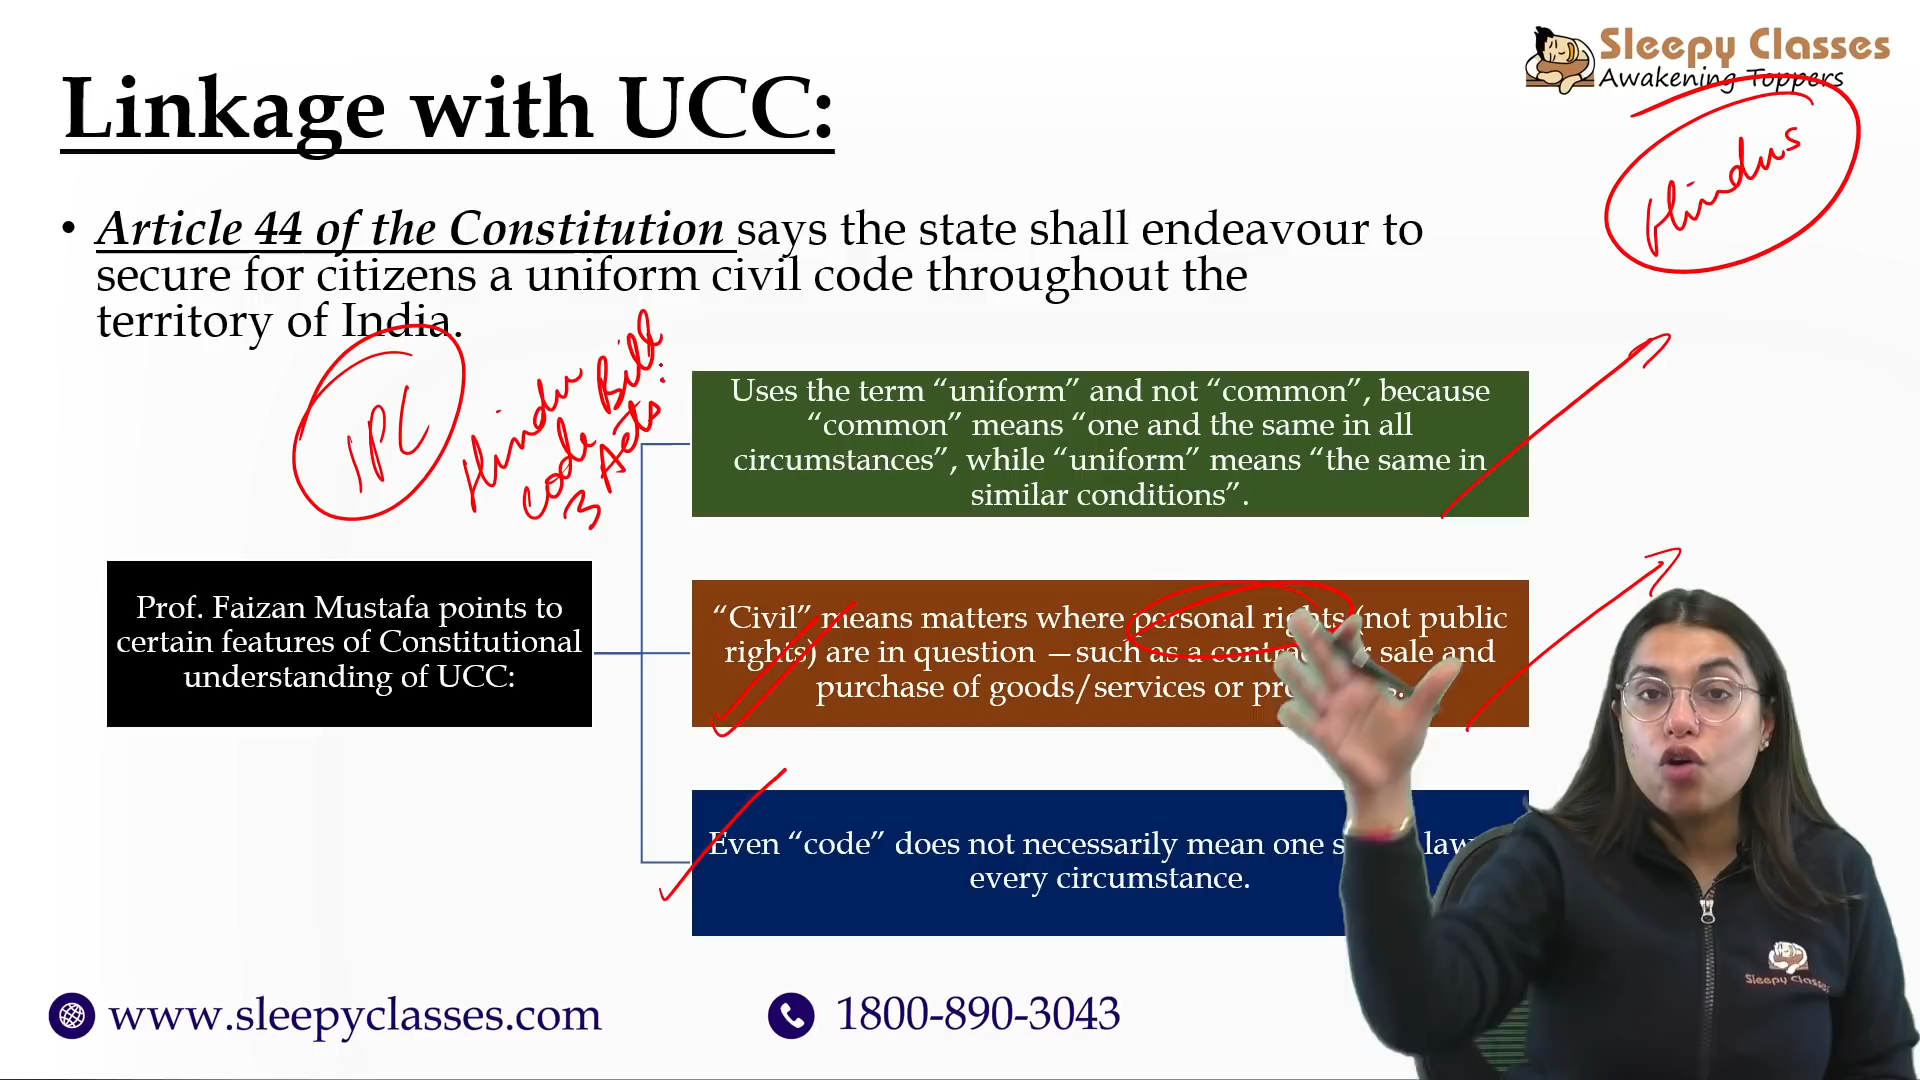 Sleepy Classes
Awakening Toppers
Linkage with UCC:
Hindus
• Article 44 of the Constitution says the state shall endeavour to
secure for citizens a uniform civil code throughout the
territory of India.
IPC
Hindu
Code Bill:
3 Acts
Uses the term “uniform” and not “common”, because
“common” means “one and the same in all
circumstances”, while “uniform” means “the same in
similar conditions”.
Prof. Faizan Mustafa points to
certain features of Constitutional
understanding of UCC:
“Civil” means matters where personal rights (not public
rights) are in question —such as a sale and
purchase of goods/services or
Even “code” does not necessarily mean one law
every circumstance.
Sleepy Classes
www.sleepyclasses.com
1800-890-3043